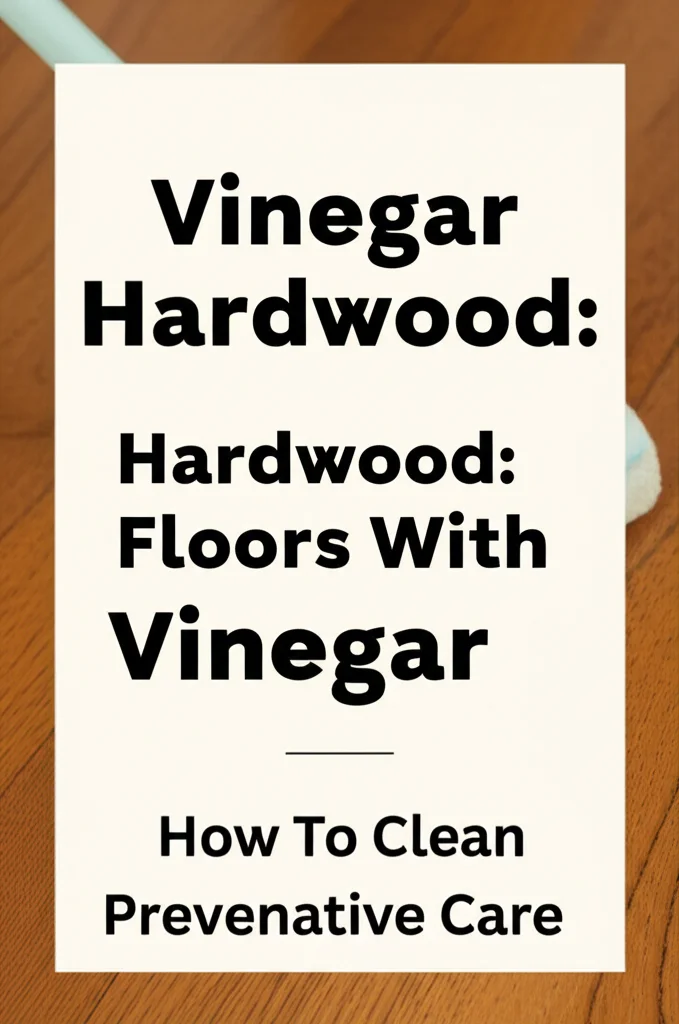 Vinegar
Hardwood:
Hardwood:
Floors With
Vinegar
How To Clean
Prevenative Care